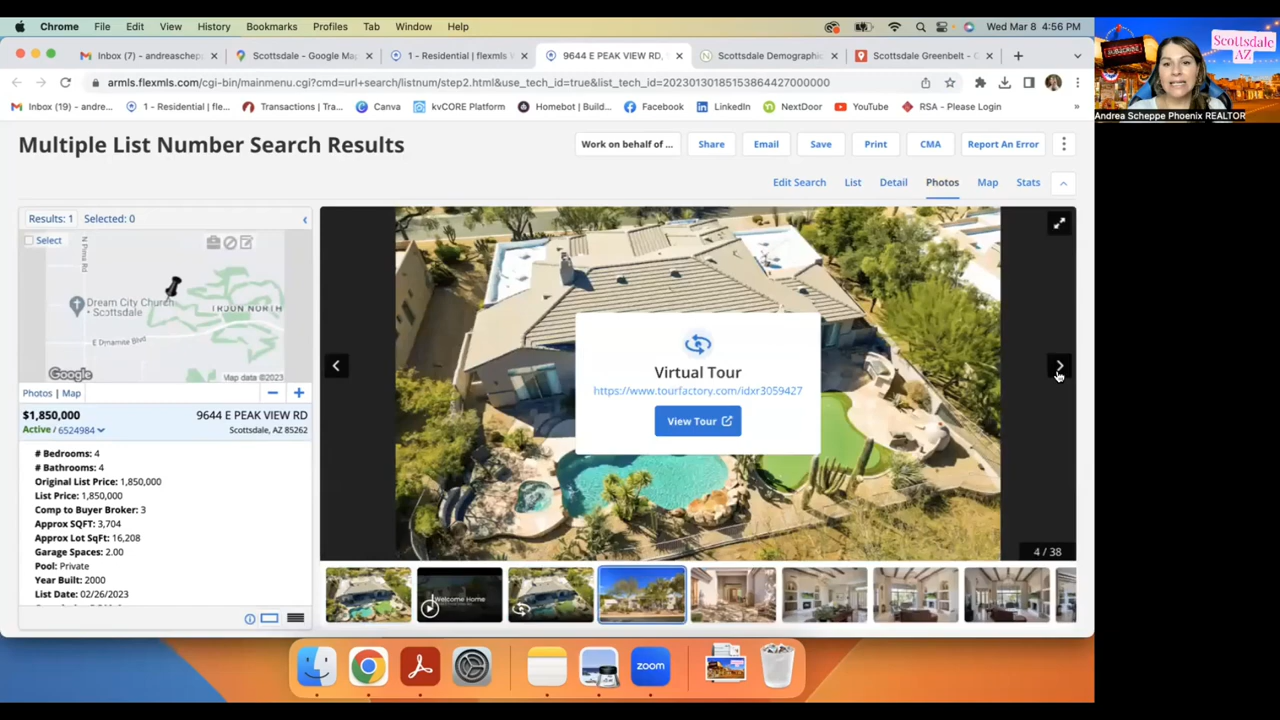 Chrome File Edit View History Bookmarks Profiles Tab Window Help Wed Mar 8 4:56 PM
Inbox (7) - andreaschep Scottsdale - Google Ma 1 - Residential | flexmls 9644 E PEAK VIEW RD, Scottsdale Demographic Scottsdale Greenbelt -
armls.flexmls.com/cgi-bin/mainmenu.cgi?cmd=url+search/listnum/step2.html&use_tech_id=true&list_tech_id=20230130185153864427000000
Inbox (19) - andre... 1 - Residential | fle... Transactions | Tra... Canva kvCORE Platform Homebot | Build... Facebook LinkedIn NextDoor YouTube RSA - Please Login »
SUBSCRIBE
Scottsdale
AZ
Andrea Scheppe Phoenix REALTOR
Multiple List Number Search Results
Work on behalf of ... Share Email Save Print CMA Report An Error
Edit Search List Detail Photos Map Stats
Results: 1 Selected: 0
Select
N Pima Rd
Dream City Church
Scottsdale
TROON NORTH
E Dynamite Blvd
Google
Map data ©2023
Photos | Map
$1,850,000 9644 E PEAK VIEW RD
Active / 6524984 Scottsdale, AZ 85262
# Bedrooms: 4
# Bathrooms: 4
Original List Price: 1,850,000
List Price: 1,850,000
Comp to Buyer Broker: 3
Approx SQFT: 3,704
Approx Lot SqFt: 16,208
Garage Spaces: 2.00
Pool: Private
Year Built: 2000
List Date: 02/26/2023
Virtual Tour
https://www.tourfactory.com/idxr3059427
View Tour
4 / 38
Welcome Home
zoom